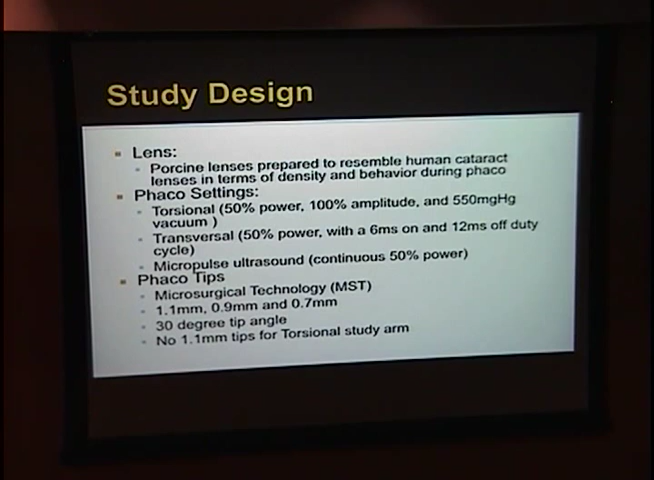 Study Design
Lens:
Porcine lenses prepared to resemble human cataract
lenses in terms of density and behavior during phaco
Phaco Settings:
Torsional (50% power, 100% amplitude, and 550mgHg
vacuum )
Transversal (50% power, with a 6ms on and 12ms off duty
cycle)
Micropulse ultrasound (continuous 50% power)
Phaco Tips
Microsurgical Technology (MST)
1.1mm, 0.9mm and 0.7mm
30 degree tip angle
No 1.1mm tips for Torsional study arm